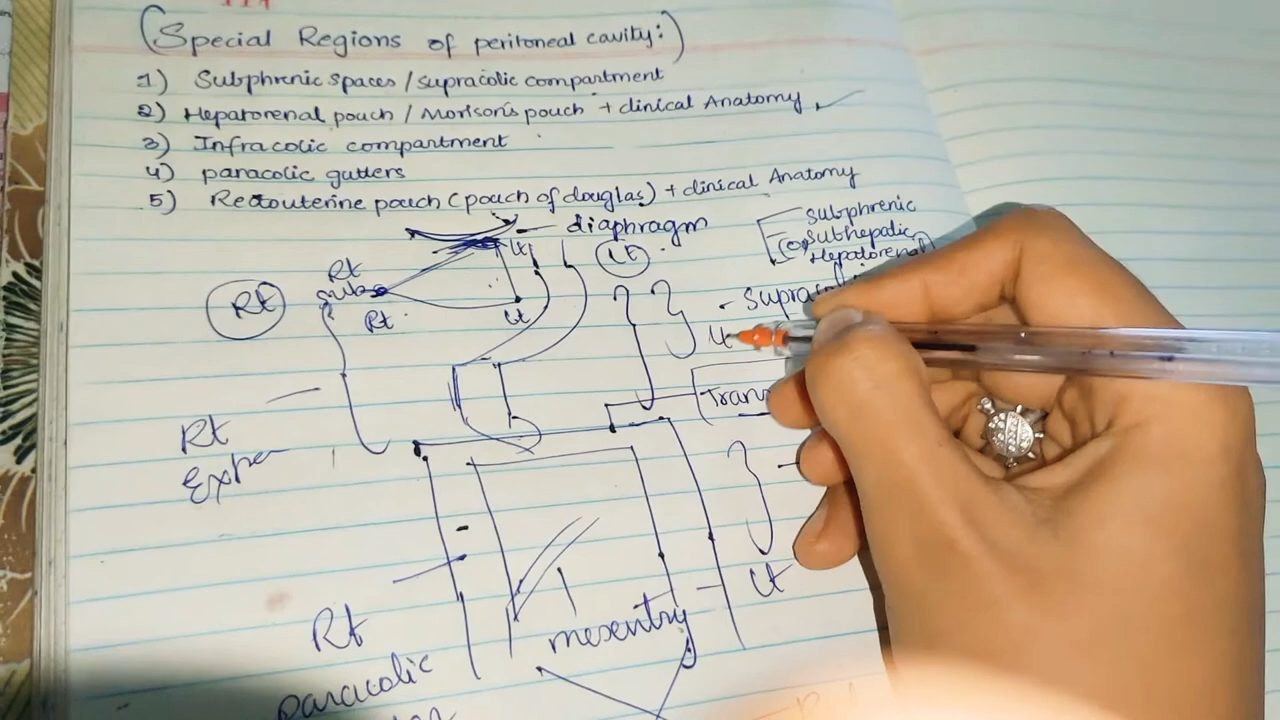 (Special Regions of peritoneal cavity:)
1) Subphrenic spaces / supracolic compartment
2) Hepatorenal pouch / Morison's pouch + clinical Anatomy
3) Infracolic compartment
4) paracolic gutters
5) Rectouterine pouch (pouch of douglas) + clinical Anatomy
diaphragm
subphrenic
subhepatic
Hepatorenal
Lt
Lt
Rt
Rt
Rt
Lt
Lt
Rt
Lt
Rt
paracolic
mesentry